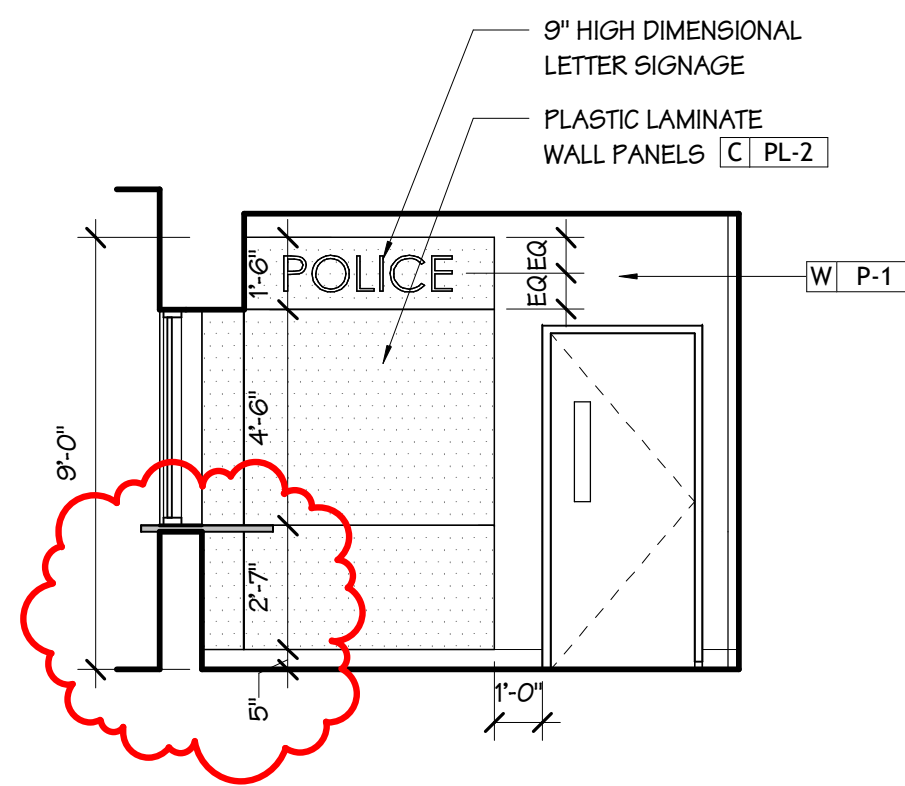 9" HIGH DIMENSIONAL
LETTER SIGNAGE
PLASTIC LAMINATE
WALL PANELS C PL-2
POLICE
1'-6"
EQ EQ
W P-1
4'-6"
9'-0"
2'-7"
5"
1'-0"